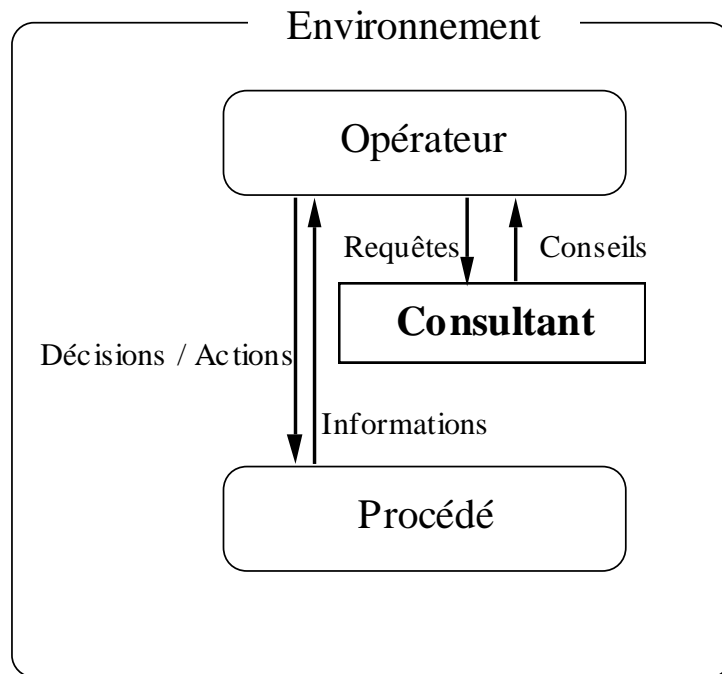 Environnement
Opérateur
Requêtes
Conseils
Consultant
Décisions / Actions
Informations
Procédé